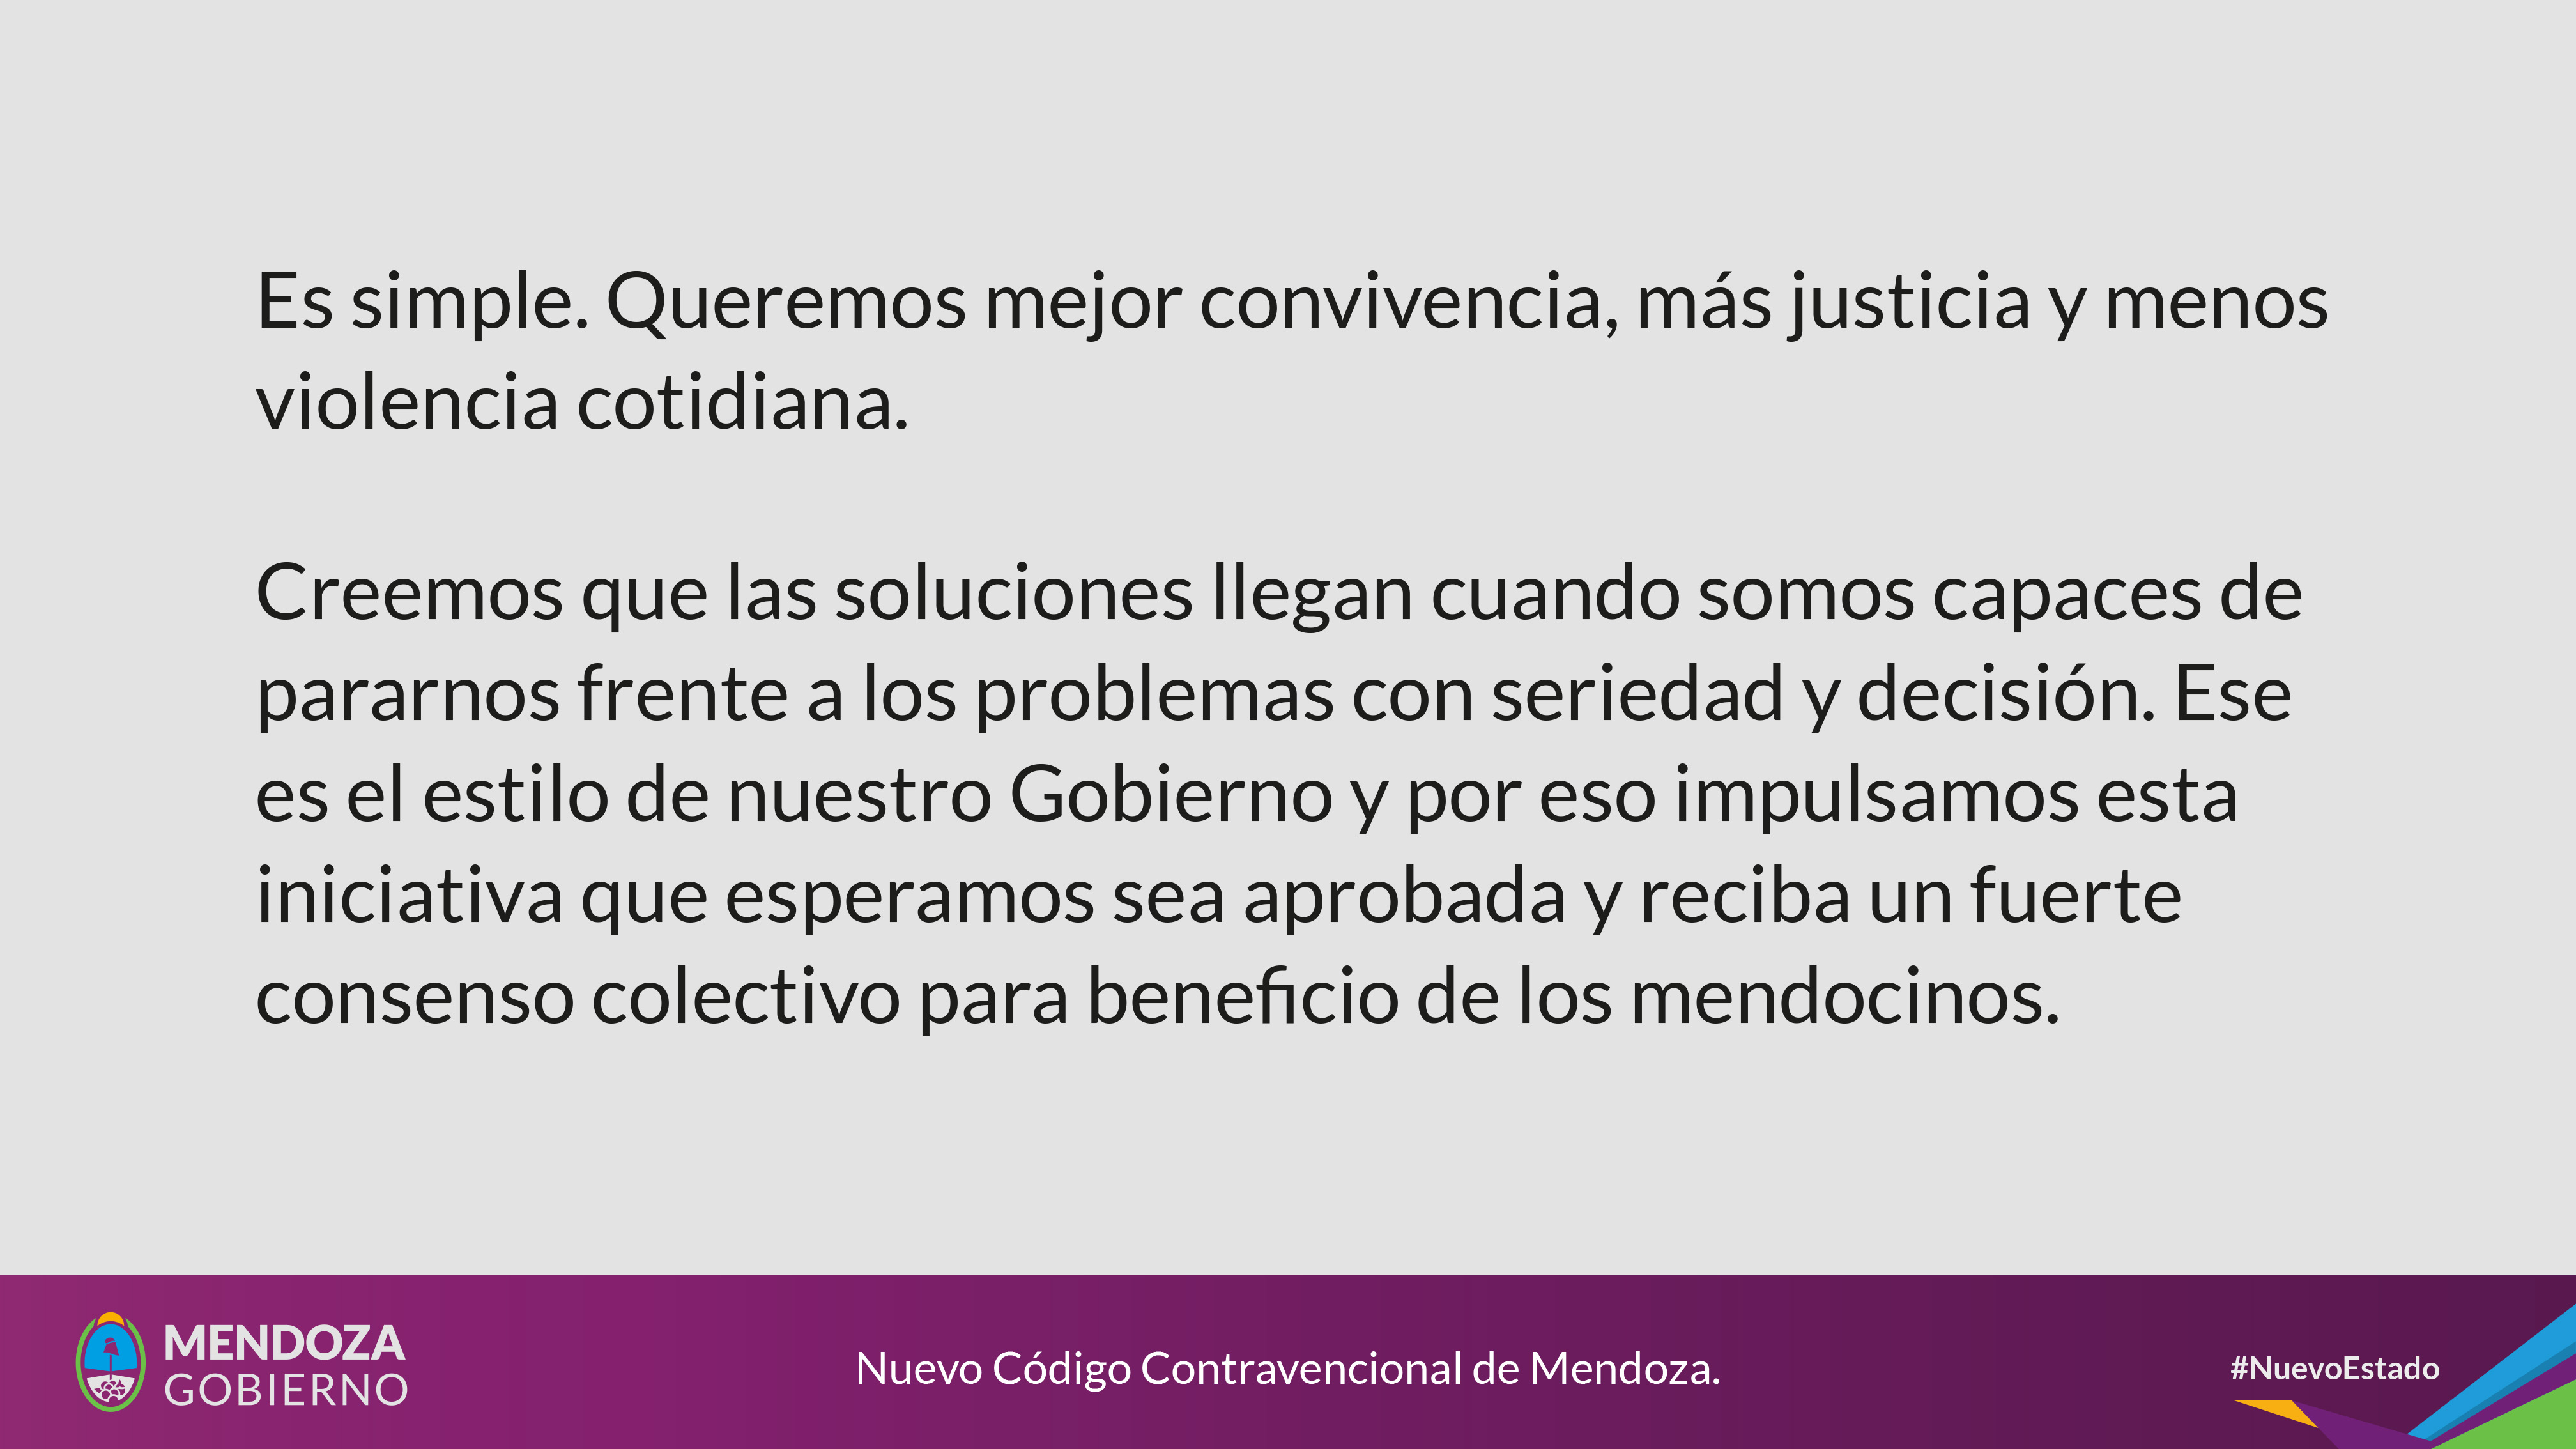 Es simple. Queremos mejor convivencia, más justicia y menos
violencia cotidiana.
Creemos que las soluciones llegan cuando somos capaces de
pararnos frente a los problemas con seriedad y decisión. Ese
es el estilo de nuestro Gobierno y por eso impulsamos esta
iniciativa que esperamos sea aprobada y reciba un fuerte
consenso colectivo para beneficio de los mendocinos.
MENDOZA
GOBIERNO
Nuevo Código Contravencional de Mendoza.
#NuevoEstado